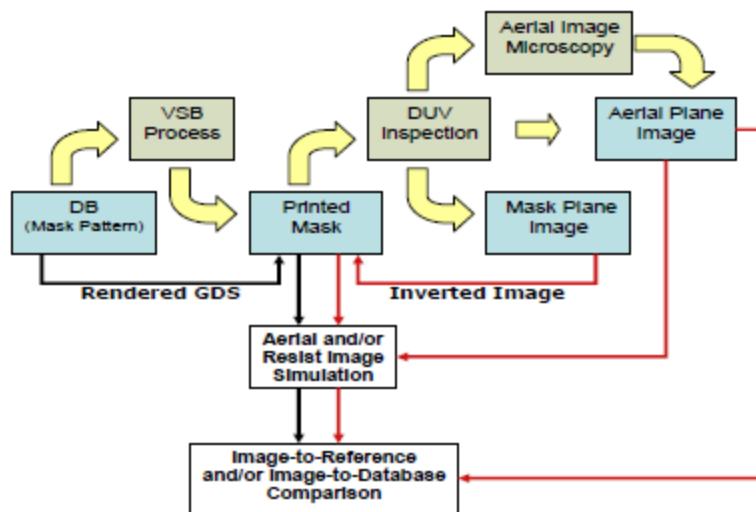 Aerial Image
Microscopy
VSB
Process
DUV
Inspection
Aerial Plane
Image
DB
(Mask Pattern)
Printed
Mask
Mask Plane
Image
Rendered GDS
Inverted Image
Aerial and/or
Resist Image
Simulation
Image-to-Reference
and/or Image-to-Database
Comparison